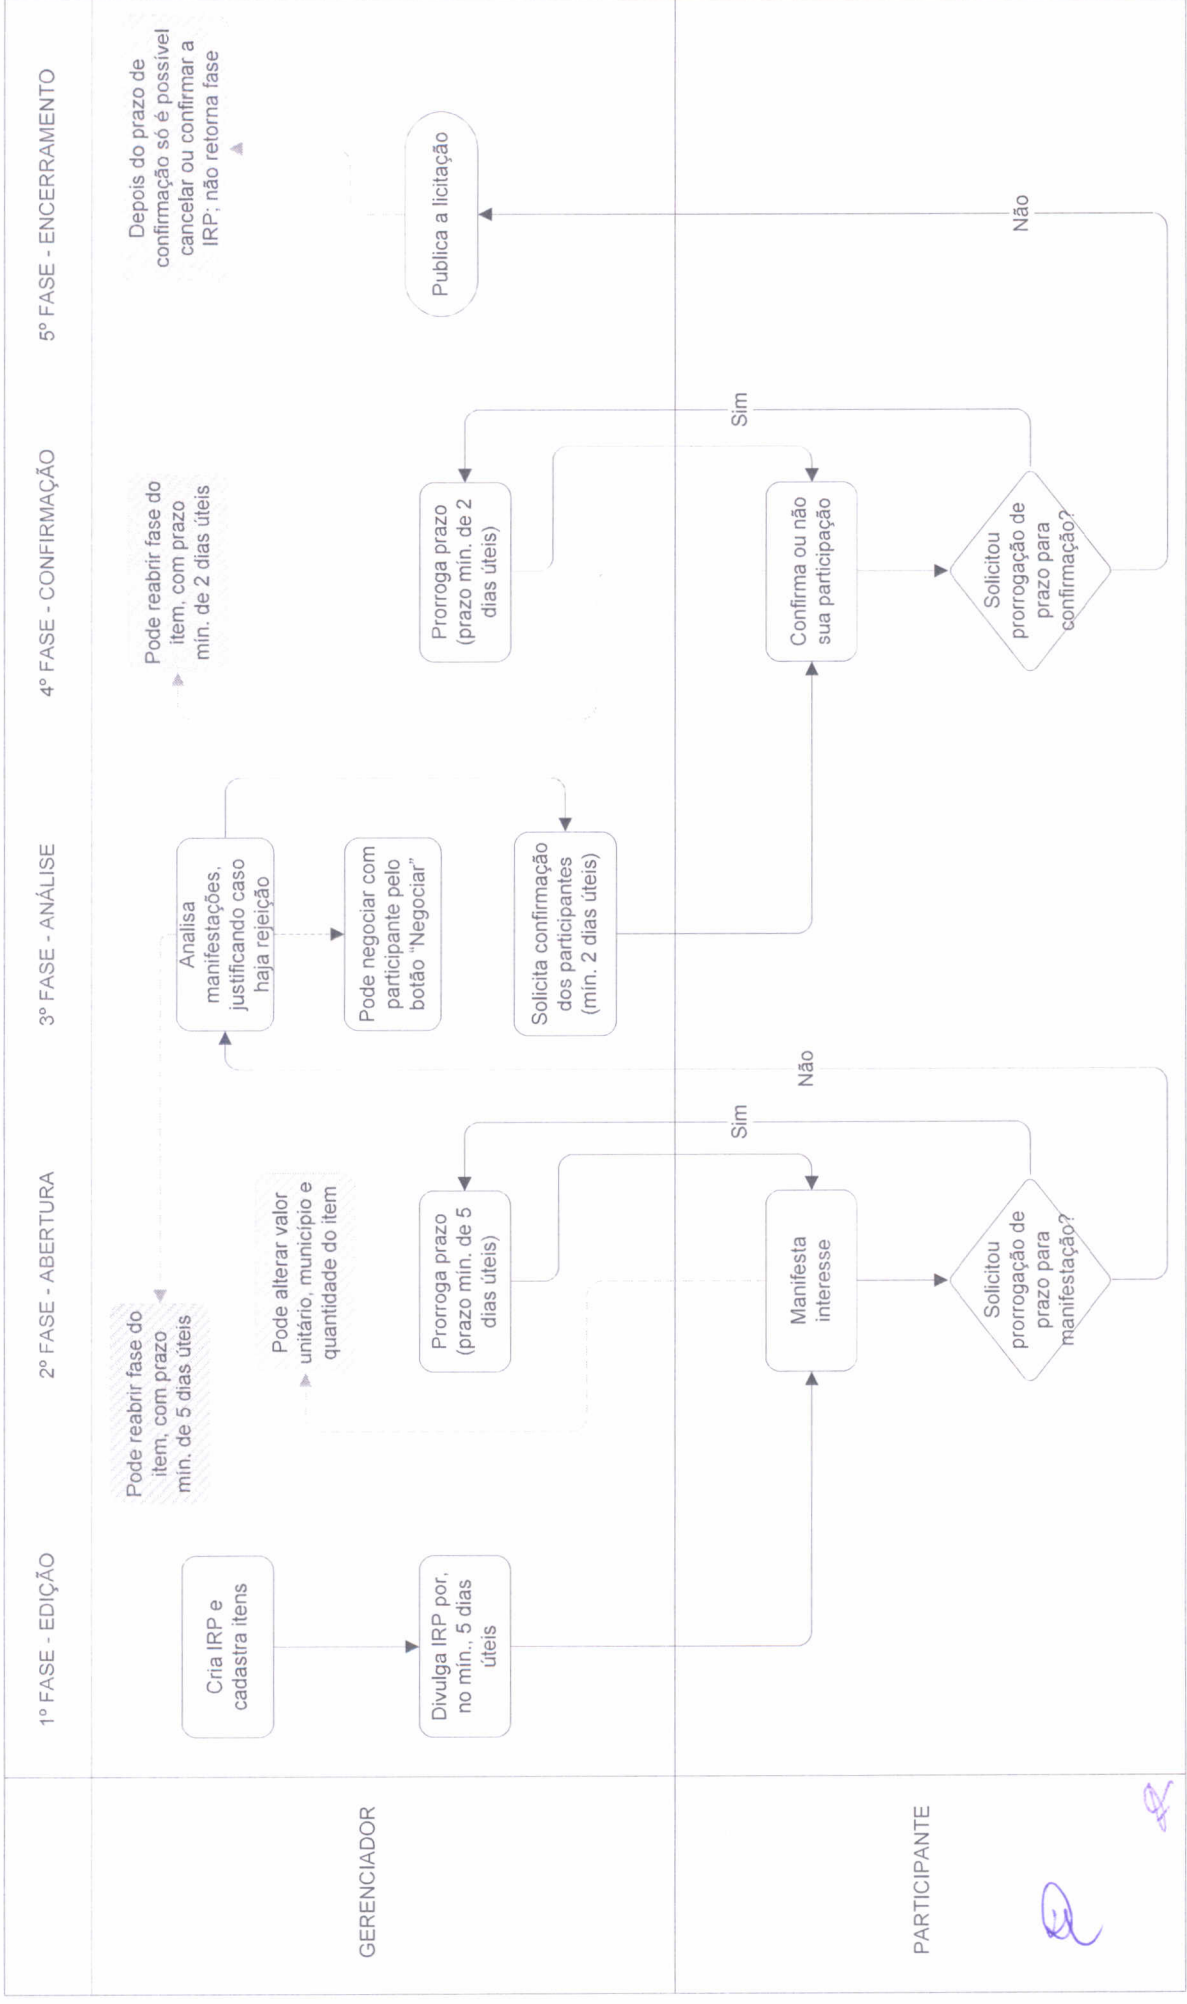 1º FASE - EDIÇÃO
2º FASE - ABERTURA
3º FASE - ANÁLISE
4º FASE - CONFIRMAÇÃO
5º FASE - ENCERRAMENTO
GERENCIADOR
Cria IRP e
cadastra itens
Divulga IRP por,
no mín., 5 dias
úteis
Pode reabrir fase do
item, com prazo
mín. de 5 dias úteis
Pode alterar valor
unitário, município e
quantidade do item
Prorroga prazo
(prazo mín. de 5
dias úteis)
Analisa
manifestações,
justificando caso
haja rejeição
Pode negociar com
participante pelo
botão "Negociar"
Solicita confirmação
dos participantes
(mín. 2 dias úteis)
Pode reabrir fase do
item, com prazo
mín. de 2 dias úteis
Prorroga prazo
(prazo mín. de 2
dias úteis)
Depois do prazo de
confirmação só é possível
cancelar ou confirmar a
IRP; não retorna fase
Publica a licitação
PARTICIPANTE
Manifesta
interesse
Solicitou
prorrogação de
prazo para
manifestação?
Sim
Não
Confirma ou não
sua participação
Solicitou
prorrogação de
prazo para
confirmação?
Sim
Não